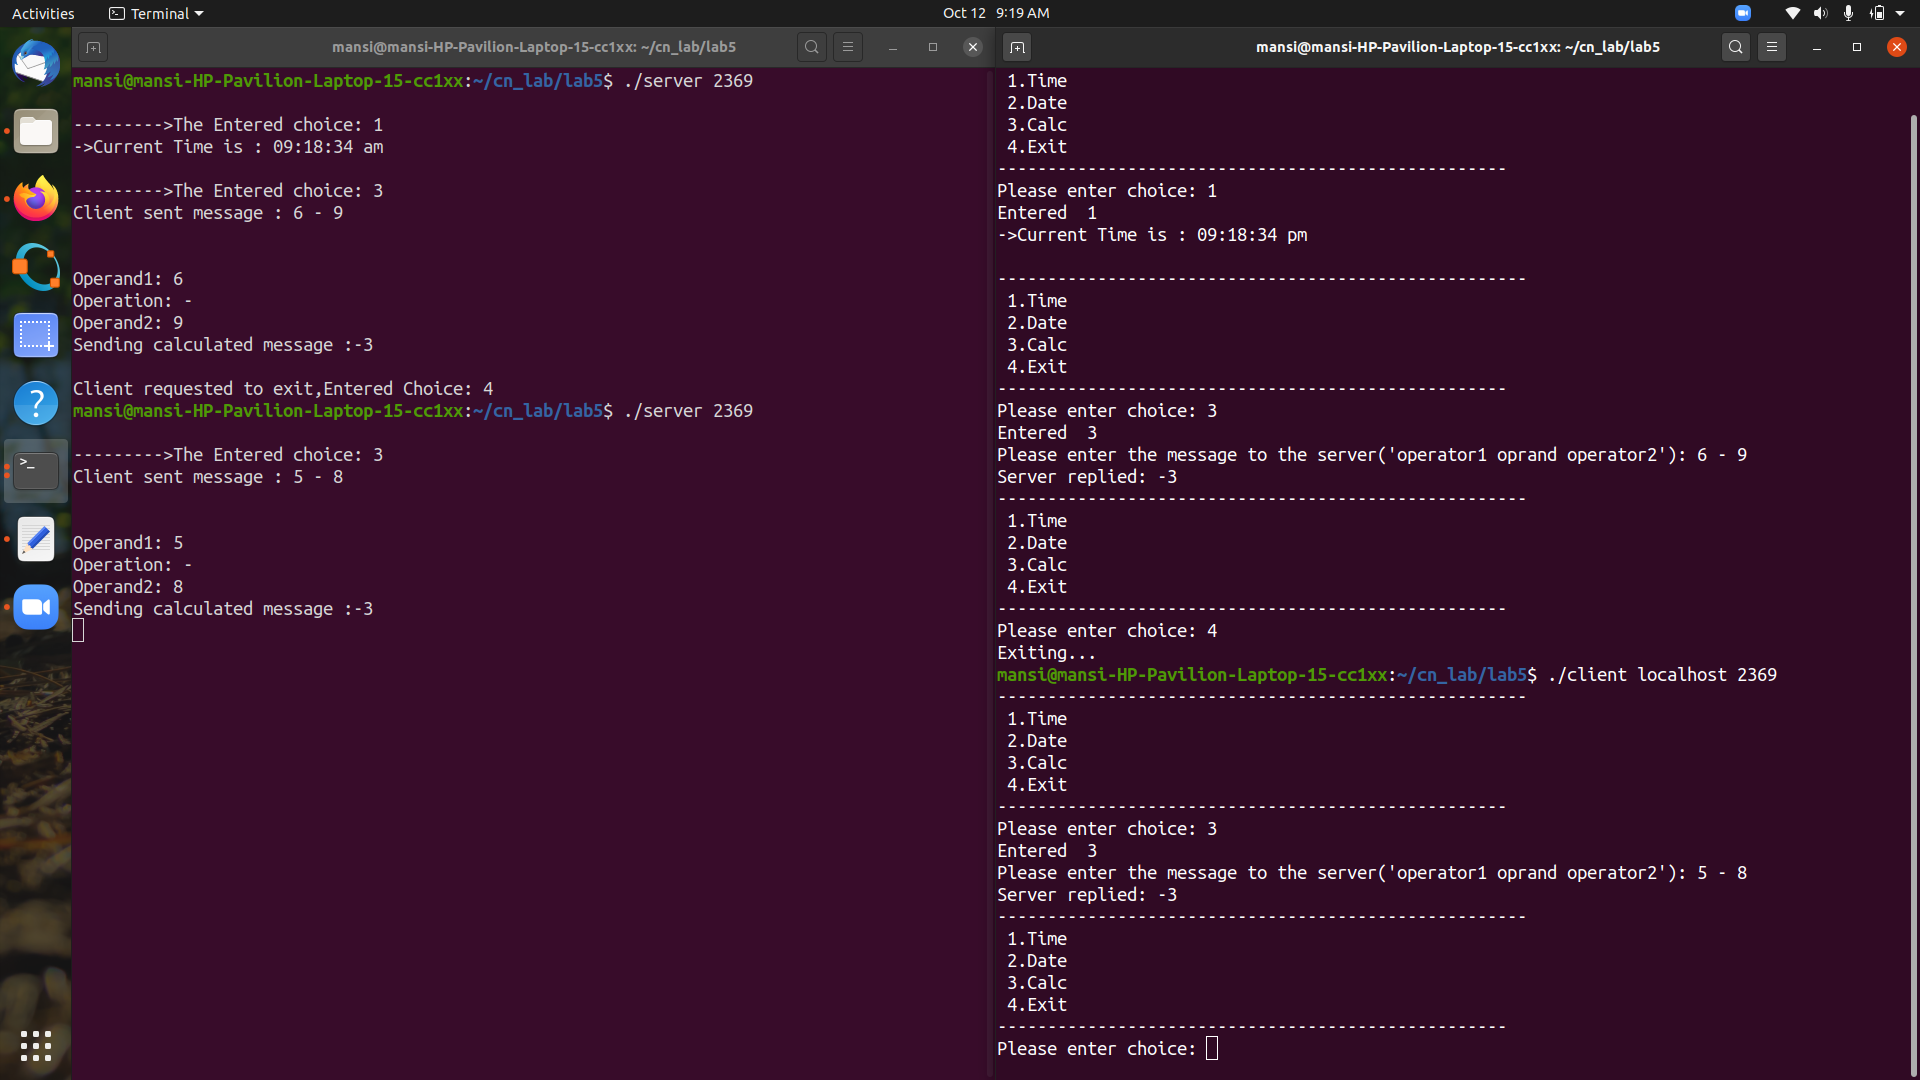 Activities
Terminal
Oct 12 9:19 AM
mansi@mansi-HP-Pavilion-Laptop-15-cc1xx: ~/cn_lab/lab5
mansi@mansi-HP-Pavilion-Laptop-15-cc1xx:~/cn_lab/lab5$ ./server 2369
--------->The Entered choice: 1
->Current Time is : 09:18:34 am
--------->The Entered choice: 3
Client sent message : 6 - 9
Operand1: 6
Operation: -
Operand2: 9
Sending calculated message :-3
Client requested to exit,Entered Choice: 4
mansi@mansi-HP-Pavilion-Laptop-15-cc1xx:~/cn_lab/lab5$ ./server 2369
--------->The Entered choice: 3
Client sent message : 5 - 8
Operand1: 5
Operation: -
Operand2: 8
Sending calculated message :-3
mansi@mansi-HP-Pavilion-Laptop-15-cc1xx: ~/cn_lab/lab5
1.Time
2.Date
3.Calc
4.Exit
---------------------------------------------------
Please enter choice: 1
Entered  1
->Current Time is : 09:18:34 pm
-----------------------------------------------------
1.Time
2.Date
3.Calc
4.Exit
---------------------------------------------------
Please enter choice: 3
Entered  3
Please enter the message to the server('operator1 oprand operator2'): 6 - 9
Server replied: -3
-----------------------------------------------------
1.Time
2.Date
3.Calc
4.Exit
---------------------------------------------------
Please enter choice: 4
Exiting...
mansi@mansi-HP-Pavilion-Laptop-15-cc1xx:~/cn_lab/lab5$ ./client localhost 2369
-----------------------------------------------------
1.Time
2.Date
3.Calc
4.Exit
---------------------------------------------------
Please enter choice: 3
Entered  3
Please enter the message to the server('operator1 oprand operator2'): 5 - 8
Server replied: -3
-----------------------------------------------------
1.Time
2.Date
3.Calc
4.Exit
---------------------------------------------------
Please enter choice: